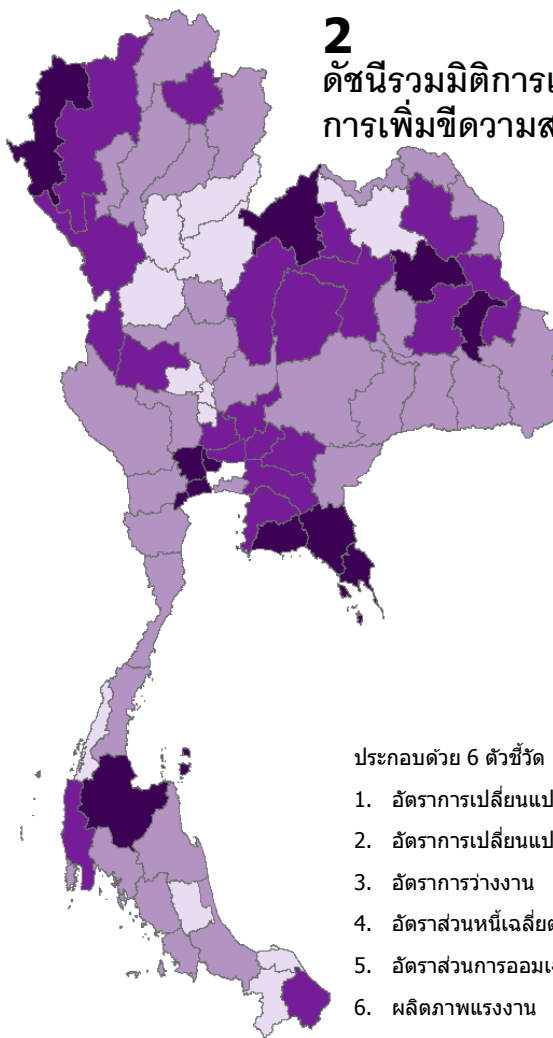 2
ดัชนีรวมมิติการเ
การเพิ่มขีดความส
ประกอบด้วย 6 ตัวชี้วัด
1. อัตราการเปลี่ยนแป
2. อัตราการเปลี่ยนแป
3. อัตราการว่างงาน
4. อัตราส่วนหนี้เฉลี่ยต
5. อัตราส่วนการออมเฉ
6. ผลิตภาพแรงงาน